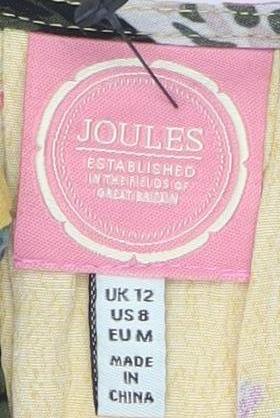 JOULES
ESTABLISHED
IN THE FIELDS OF
GREAT BRITAIN
UK 12
US 8
EU M
MADE
IN
CHINA